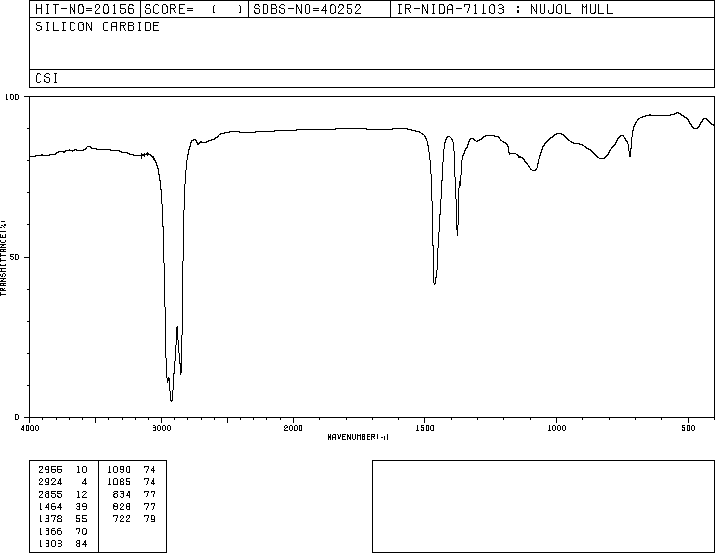 HIT-NO=20156 SCORE= ( ) SDBS-NO=40252 IR-NIDA-71103 : NUJOL MULL
SILICON CARBIDE
CSI
100
50
0
TRANSMITTANCE(%)
4000 3000 2000 1500 1000 500
WAVENUMBER(-1)
2956 10 1090 74
2924 4 1085 74
2855 12 834 77
1464 39 828 77
1378 55 722 79
1366 70
1303 84